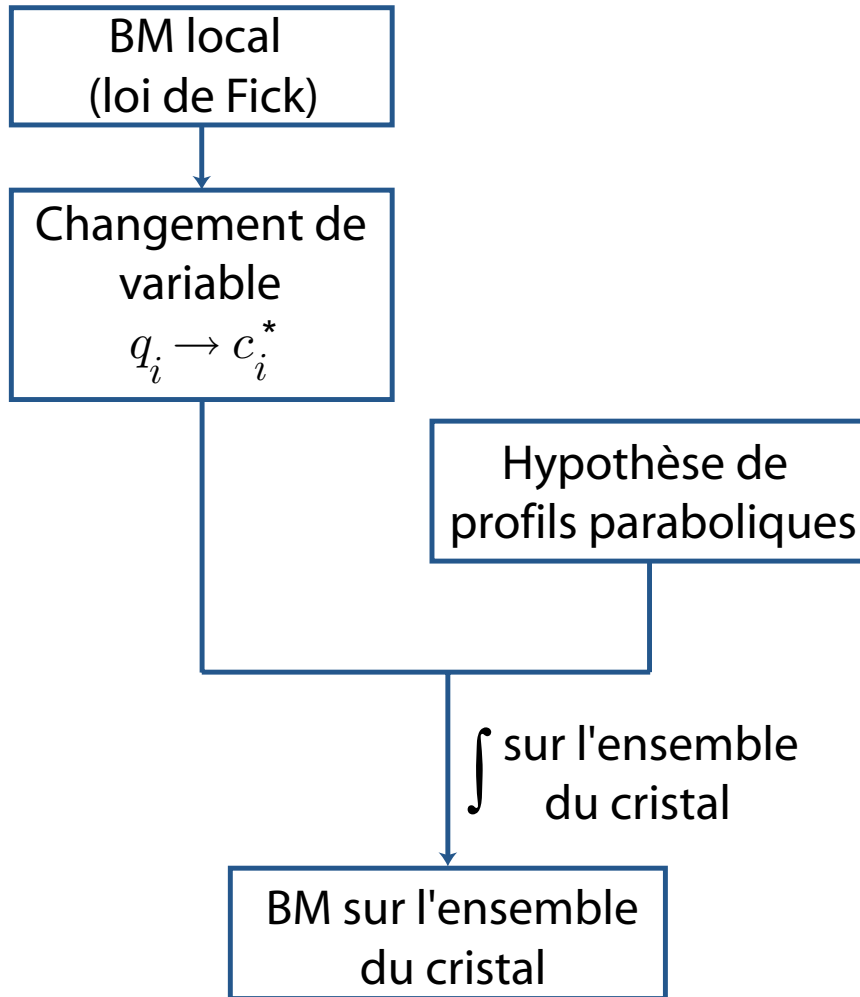 BM local
(loi de Fick)
Changement de
variable
q_i → c_i^*
Hypothèse de
profils paraboliques
∫ sur l'ensemble
du cristal
BM sur l'ensemble
du cristal